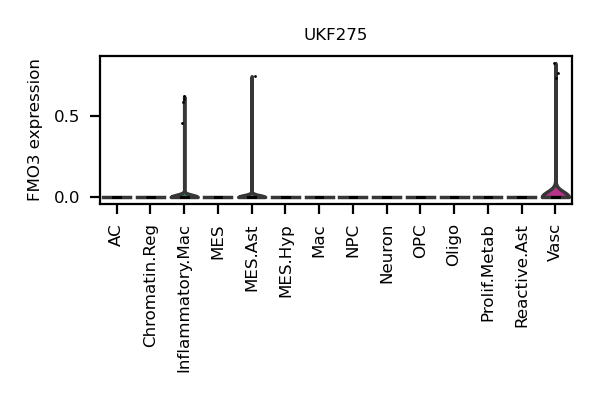 UKF275
FMO3 expression
0.5
0.0
AC
Chromatin.Reg
Inflammatory.Mac
MES
MES.Ast
MES.Hyp
Mac
NPC
Neuron
OPC
Oligo
Prolif.Metab
Reactive.Ast
Vasc